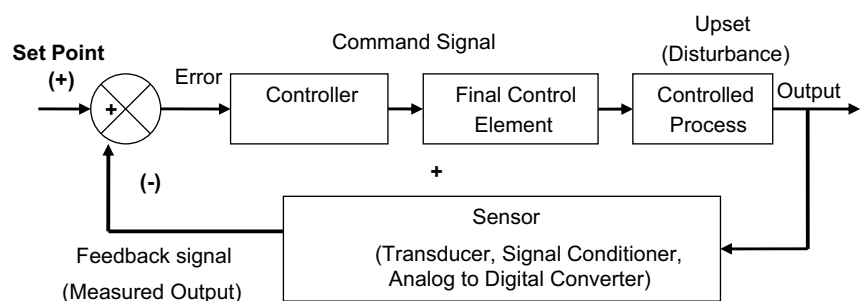 Upset
(Disturbance)
Command Signal
Set Point
(+)
Error
+
Controller
Final Control
Element
Controlled
Process
Output
+
(-)
Sensor
(Transducer, Signal Conditioner,
Analog to Digital Converter)
Feedback signal
(Measured Output)